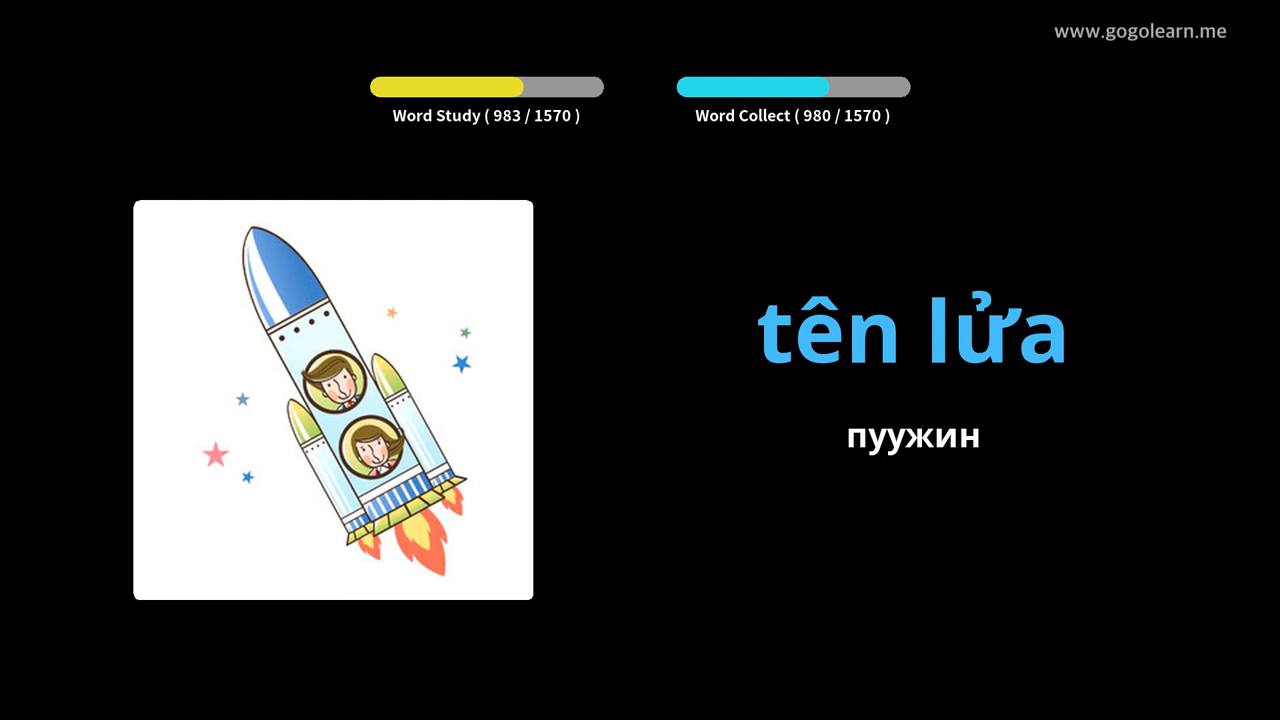 www.gogolearn.me
Word Study ( 983 / 1570 )
Word Collect ( 980 / 1570 )
tên lửa
пуужин